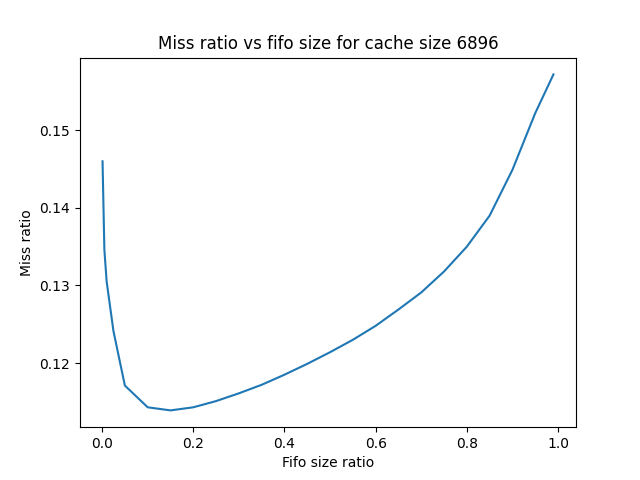 Miss ratio vs fifo size for cache size 6896
0.15
0.14
0.13
0.12
Miss ratio
0.0 0.2 0.4 0.6 0.8 1.0
Fifo size ratio